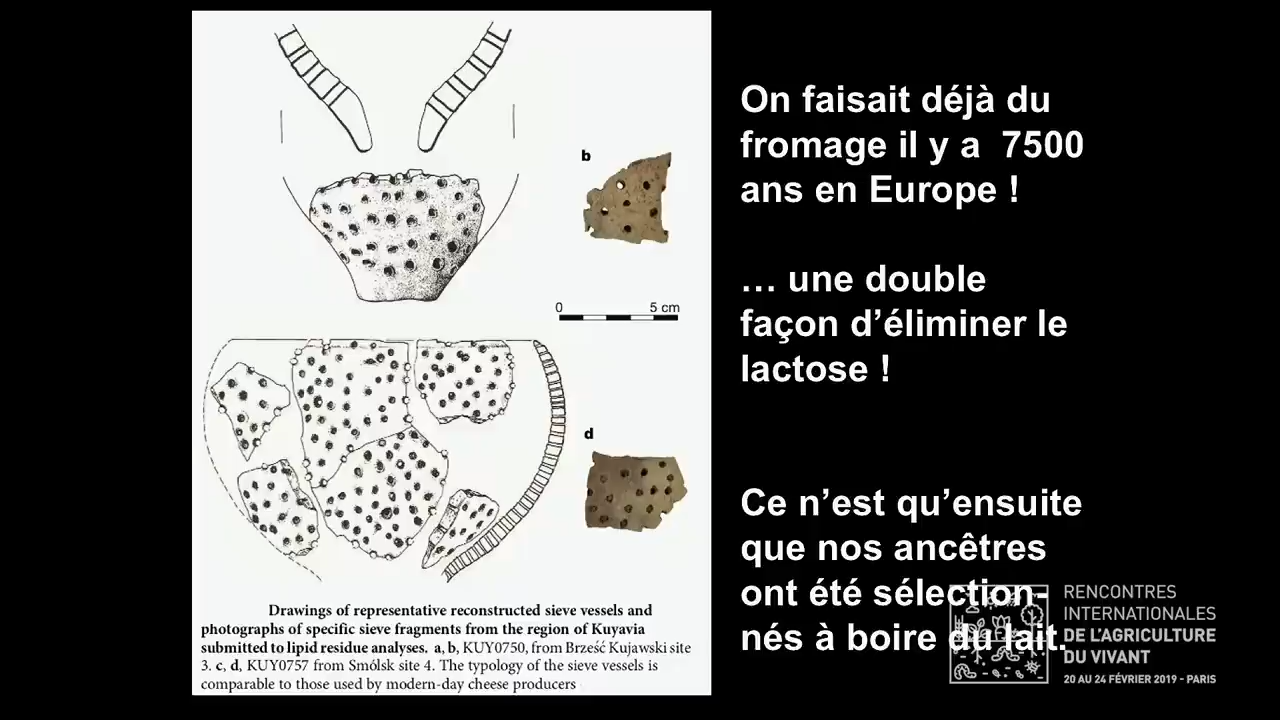 b
0 5 cm
d
Drawings of representative reconstructed sieve vessels and
photographs of specific sieve fragments from the region of Kuyavia
submitted to lipid residue analyses. a, b, KUY0750, from Brześć Kujawski site
3. c, d, KUY0757 from Smólsk site 4. The typology of the sieve vessels is
comparable to those used by modern-day cheese producers
On faisait déjà du
fromage il y a 7500
ans en Europe !
… une double
façon d’éliminer le
lactose !
Ce n’est qu’ensuite
que nos ancêtres
ont été sélection-
nés à boire du lait.
RENCONTRES
INTERNATIONALES
DE L’AGRICULTURE
DU VIVANT
20 AU 24 FÉVRIER 2019 - PARIS